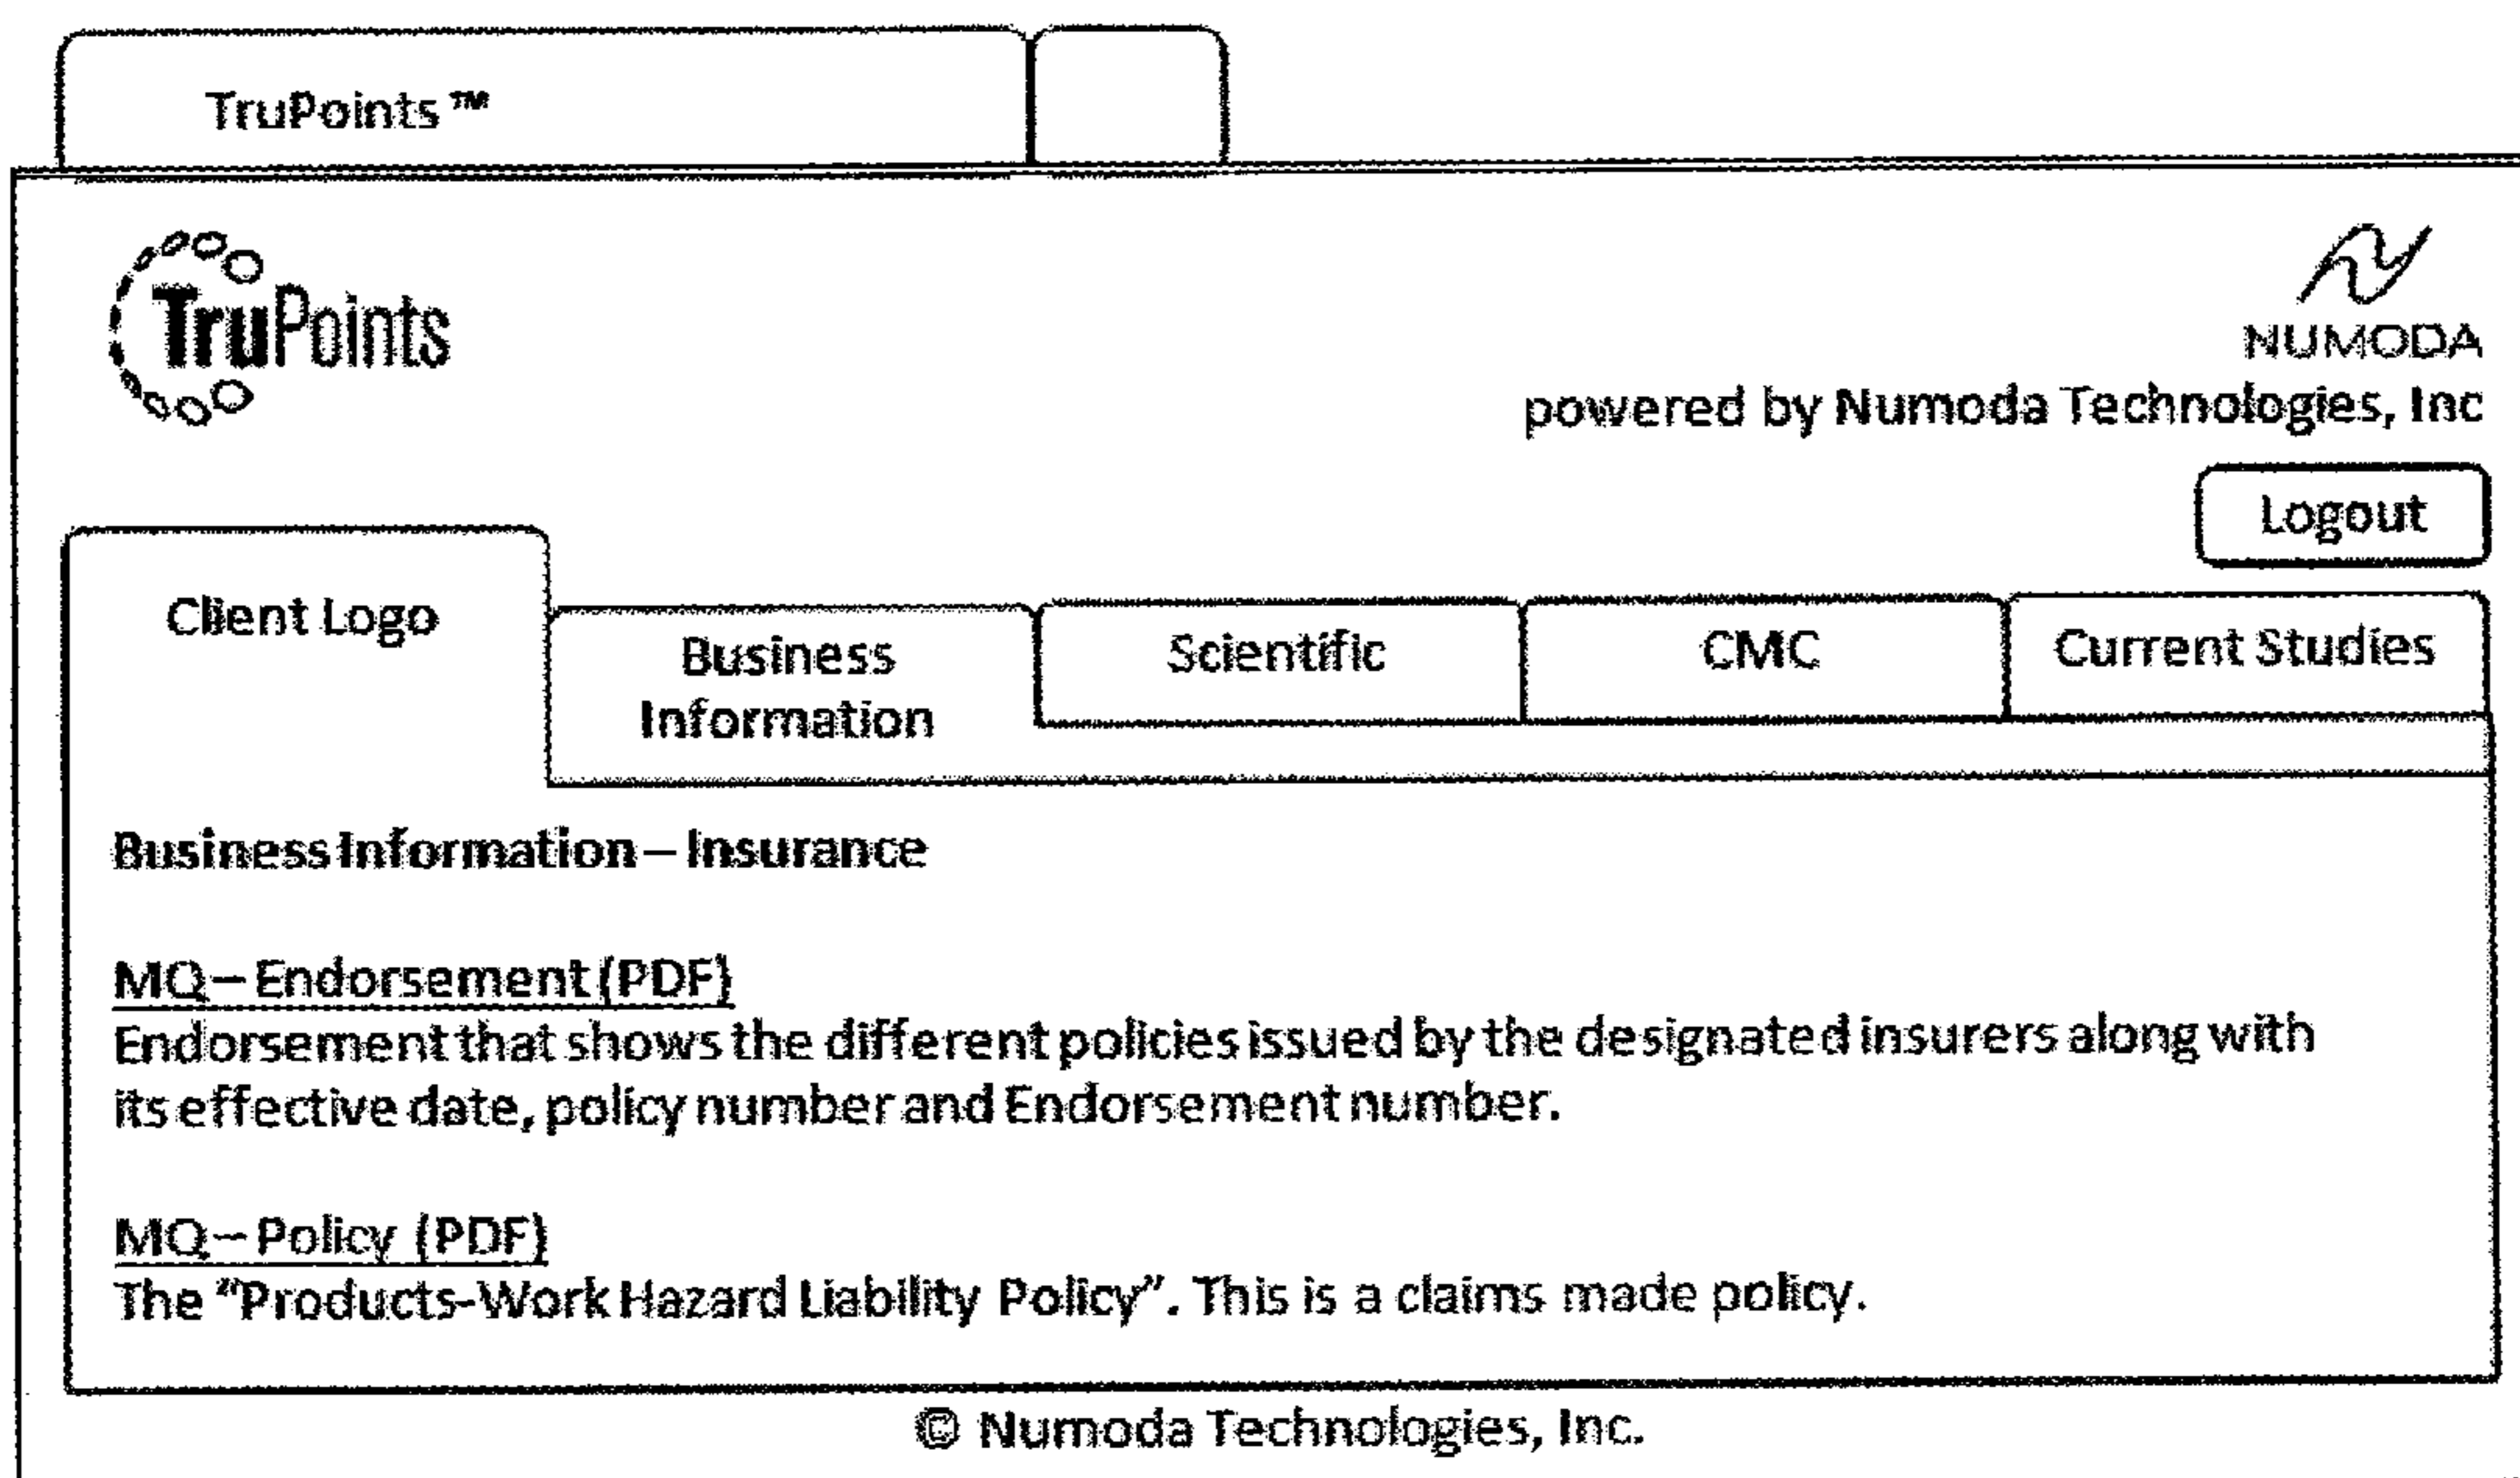 TruPoints™
TruPoints
NUMODA
powered by Numoda Technologies, Inc
Logout
Client Logo
Business
Information
Scientific
CMC
Current Studies
Business Information – Insurance
MQ – Endorsement (PDF)
Endorsement that shows the different policies issued by the designated insurers along with
its effective date, policy number and Endorsement number.
MQ – Policy (PDF)
The "Products-Work Hazard Liability Policy". This is a claims made policy.
© Numoda Technologies, Inc.